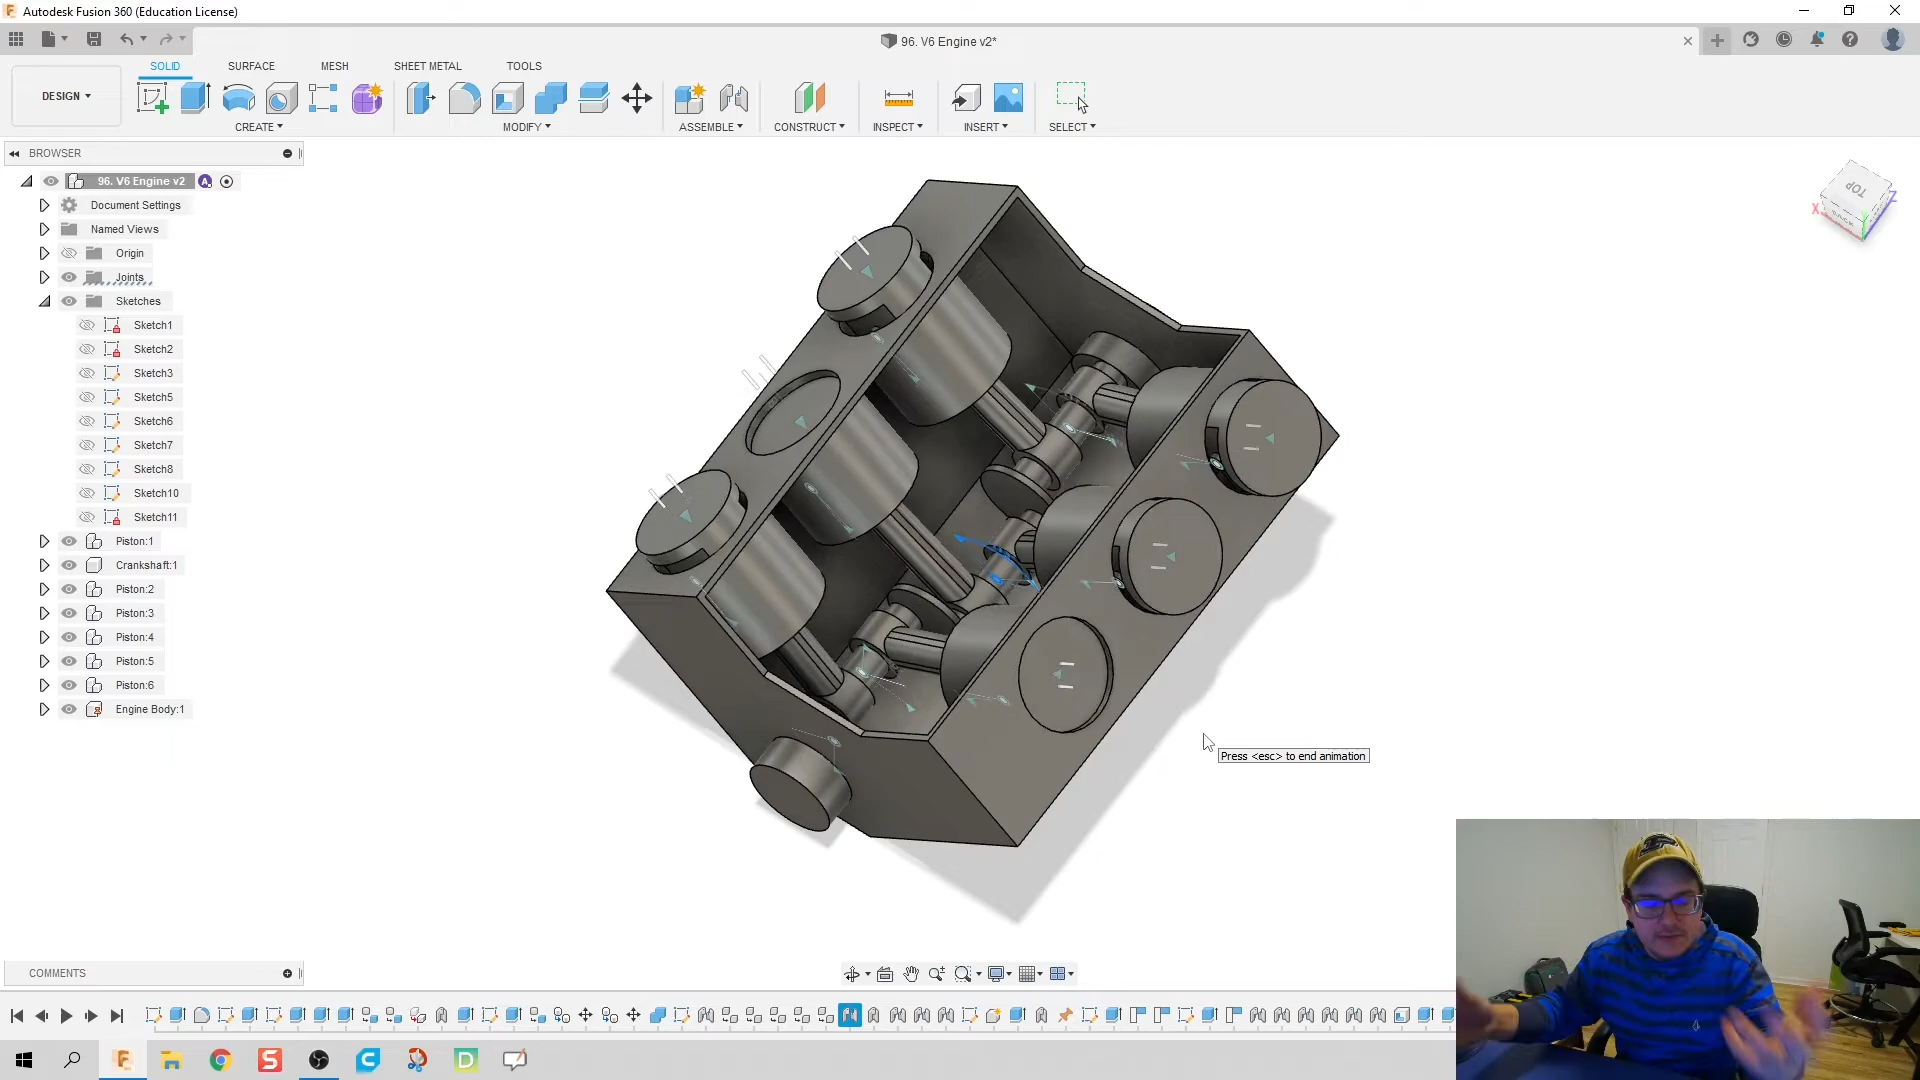 Autodesk Fusion 360 (Education License)
96. V6 Engine v2*
DESIGN
SOLID
SURFACE
MESH
SHEET METAL
TOOLS
CREATE
MODIFY
ASSEMBLE
CONSTRUCT
INSPECT
INSERT
SELECT
BROWSER
96. V6 Engine v2
Document Settings
Named Views
Origin
Joints
Sketches
Sketch1
Sketch2
Sketch3
Sketch5
Sketch6
Sketch7
Sketch8
Sketch10
Sketch11
Piston:1
Crankshaft:1
Piston:2
Piston:3
Piston:4
Piston:5
Piston:6
Engine Body:1
TOP
X
Z
Press <esc> to end animation
COMMENTS